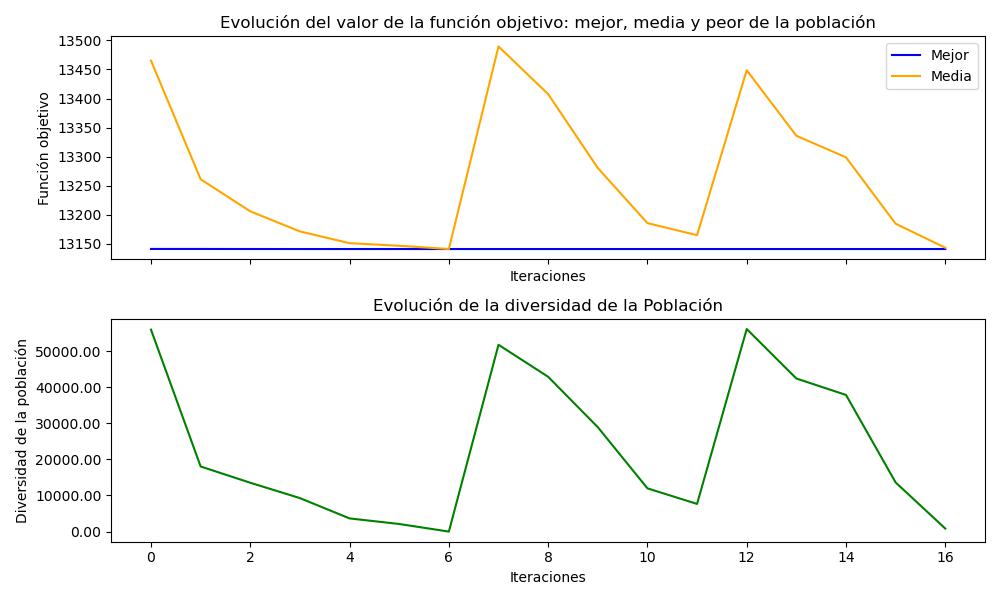 Evolución del valor de la función objetivo: mejor, media y peor de la población
Función objetivo
13500
13450
13400
13350
13300
13250
13200
13150
Mejor
Media
Iteraciones
Evolución de la diversidad de la Población
Diversidad de la población
50000.00
40000.00
30000.00
20000.00
10000.00
0.00
0 2 4 6 8 10 12 14 16
Iteraciones